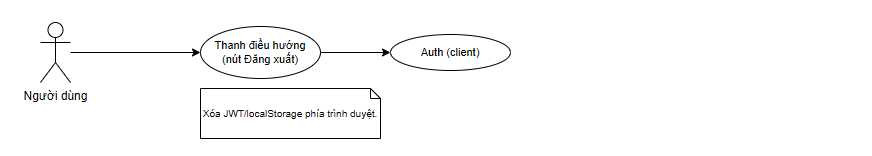 Thanh điều hướng
(nút Đăng xuất)
Auth (client)
Người dùng
Xóa JWT/localStorage phía trình duyệt.